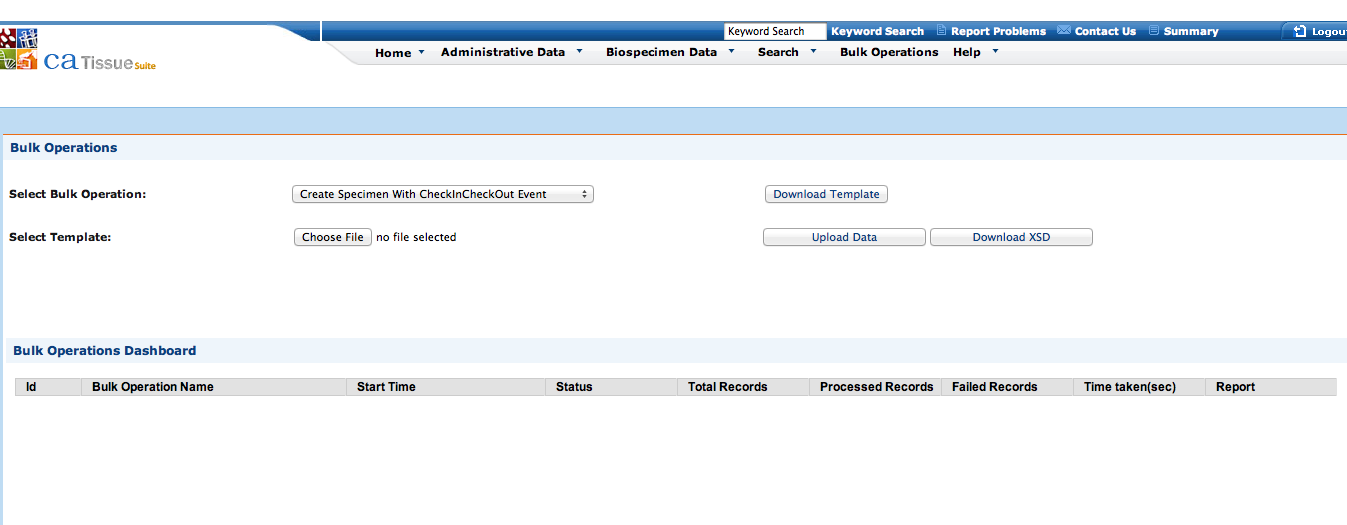 Keyword Search Keyword Search Report Problems Contact Us Summary Logou
ca Tissue Suite
Home Administrative Data Biospecimen Data Search Bulk Operations Help
Bulk Operations
Select Bulk Operation: Create Specimen With CheckInCheckOut Event Download Template
Select Template: Choose File no file selected Upload Data Download XSD
Bulk Operations Dashboard
Id Bulk Operation Name Start Time Status Total Records Processed Records Failed Records Time taken(sec) Report